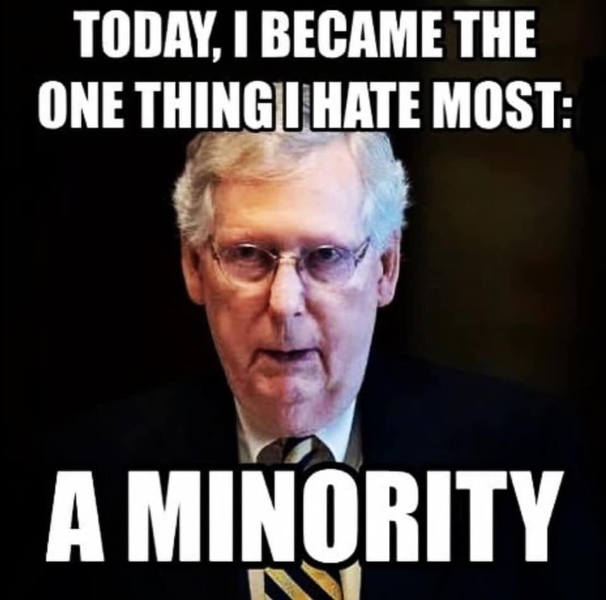 TODAY, I BECAME THE
ONE THING I HATE MOST:
A MINORITY